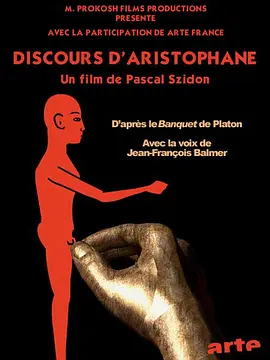 M. PROKOSH FILMS PRODUCTIONS
PRESENTE
AVEC LA PARTICIPATION DE ARTE FRANCE
DISCOURS D'ARISTOPHANE
Un film de Pascal Szidon
D'après le Banquet de Platon
Avec la voix de
Jean-François Balmer
arte